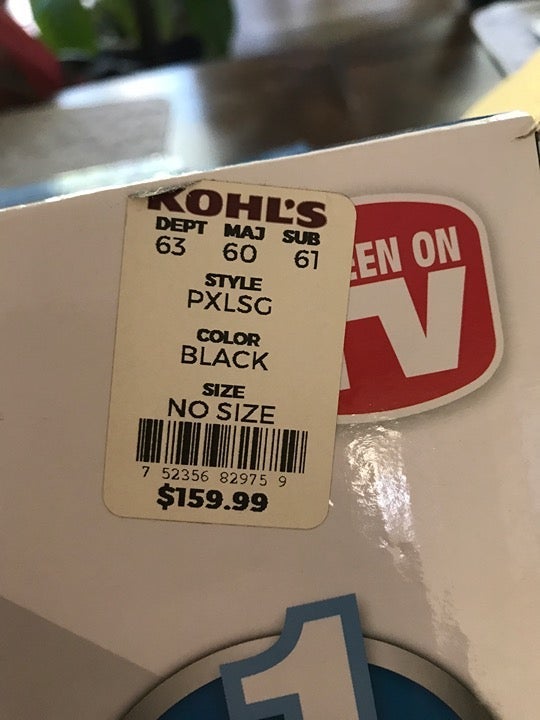 KOHL'S
DEPT MAJ SUB
63 60 61
STYLE
PXLSG
COLOR
BLACK
SIZE
NO SIZE
7 52356 82975 9
$159.99
EEN ON
TV
1